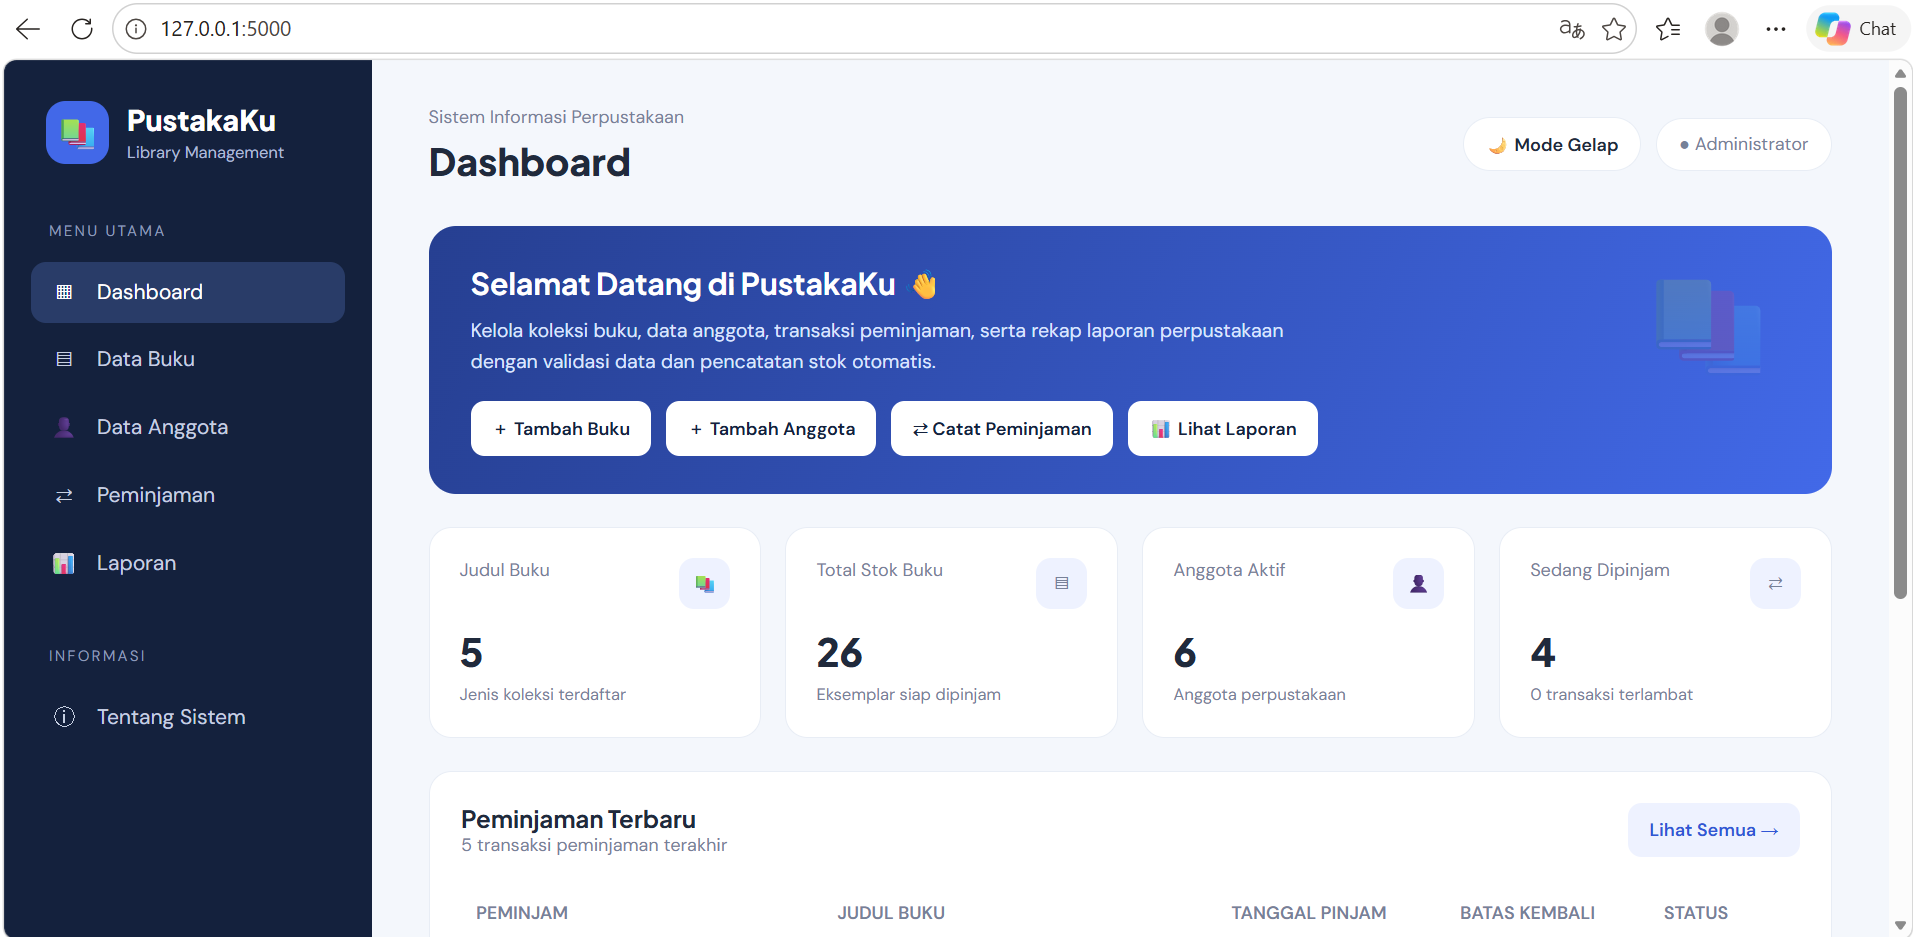 127.0.0.1:5000
Chat
PustakaKu
Library Management
MENU UTAMA
Dashboard
Data Buku
Data Anggota
Peminjaman
Laporan
INFORMASI
Tentang Sistem
Sistem Informasi Perpustakaan
Dashboard
🌙 Mode Gelap
● Administrator
Selamat Datang di PustakaKu 👋
Kelola koleksi buku, data anggota, transaksi peminjaman, serta rekap laporan perpustakaan
dengan validasi data dan pencatatan stok otomatis.
+ Tambah Buku
+ Tambah Anggota
⇄ Catat Peminjaman
📊 Lihat Laporan
Judul Buku
5
Jenis koleksi terdaftar
Total Stok Buku
26
Eksemplar siap dipinjam
Anggota Aktif
6
Anggota perpustakaan
Sedang Dipinjam
4
0 transaksi terlambat
Peminjaman Terbaru
5 transaksi peminjaman terakhir
Lihat Semua →
PEMINJAM JUDUL BUKU TANGGAL PINJAM BATAS KEMBALI STATUS